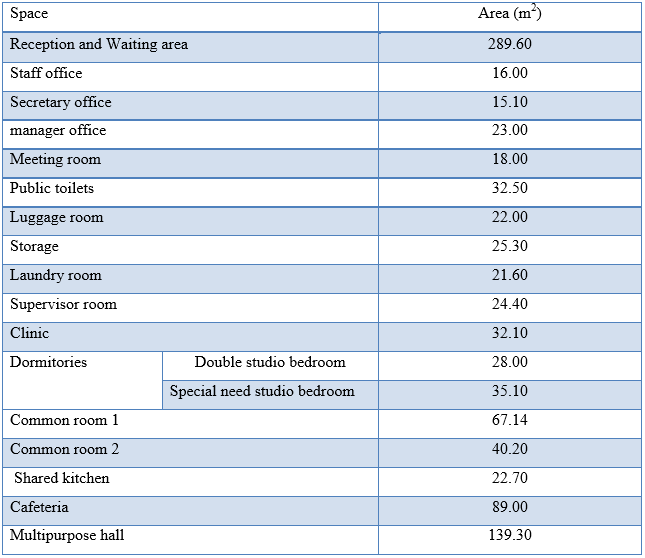 Space Area (m²)
Reception and Waiting area 289.60
Staff office 16.00
Secretary office 15.10
manager office 23.00
Meeting room 18.00
Public toilets 32.50
Luggage room 22.00
Storage 25.30
Laundry room 21.60
Supervisor room 24.40
Clinic 32.10
Dormitories Double studio bedroom 28.00
Special need studio bedroom 35.10
Common room 1 67.14
Common room 2 40.20
Shared kitchen 22.70
Cafeteria 89.00
Multipurpose hall 139.30